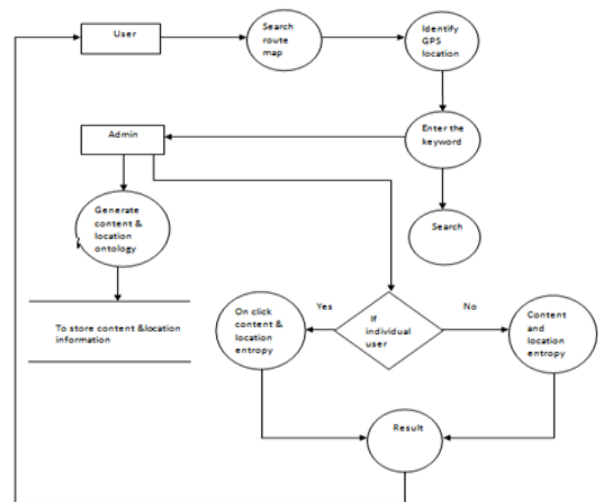 User
Search
route
map
Identify
GPS
location
Admin
Enter the
keyword
Generate
content &
location
ontology
Search
To store content &location
information
On click
content &
location
entropy
Yes
If
individual
user
No
Content
and
location
entropy
Result